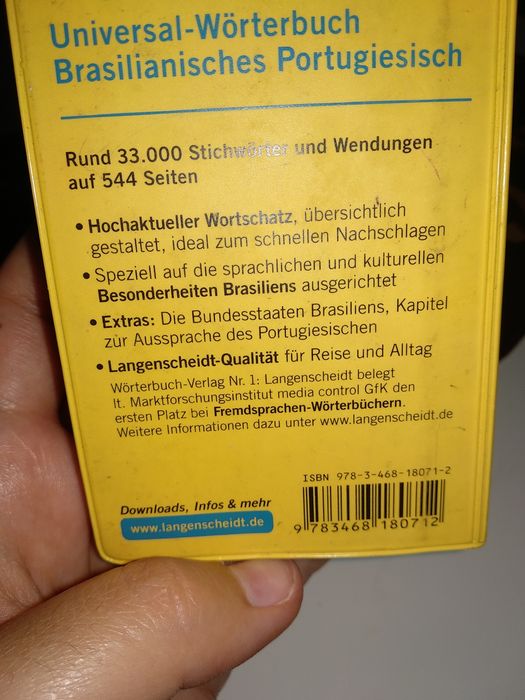 Universal-Wörterbuch
Brasilianisches Portugiesisch
Rund 33.000 Stichwörter und Wendungen
auf 544 Seiten
• Hochaktueller Wortschatz, übersichtlich
gestaltet, ideal zum schnellen Nachschlagen
• Speziell auf die sprachlichen und kulturellen
Besonderheiten Brasiliens ausgerichtet
• Extras: Die Bundesstaaten Brasiliens, Kapitel
zur Aussprache des Portugiesischen
• Langenscheidt-Qualität für Reise und Alltag
Wörterbuch-Verlag Nr. 1: Langenscheidt belegt
lt. Marktforschungsinstitut media control GfK den
ersten Platz bei Fremdsprachen-Wörterbüchern.
Weitere Informationen dazu unter www.langenscheidt.de
ISBN 978-3-468-18071-2
Downloads, Infos & mehr
www.langenscheidt.de
9 783468 180712